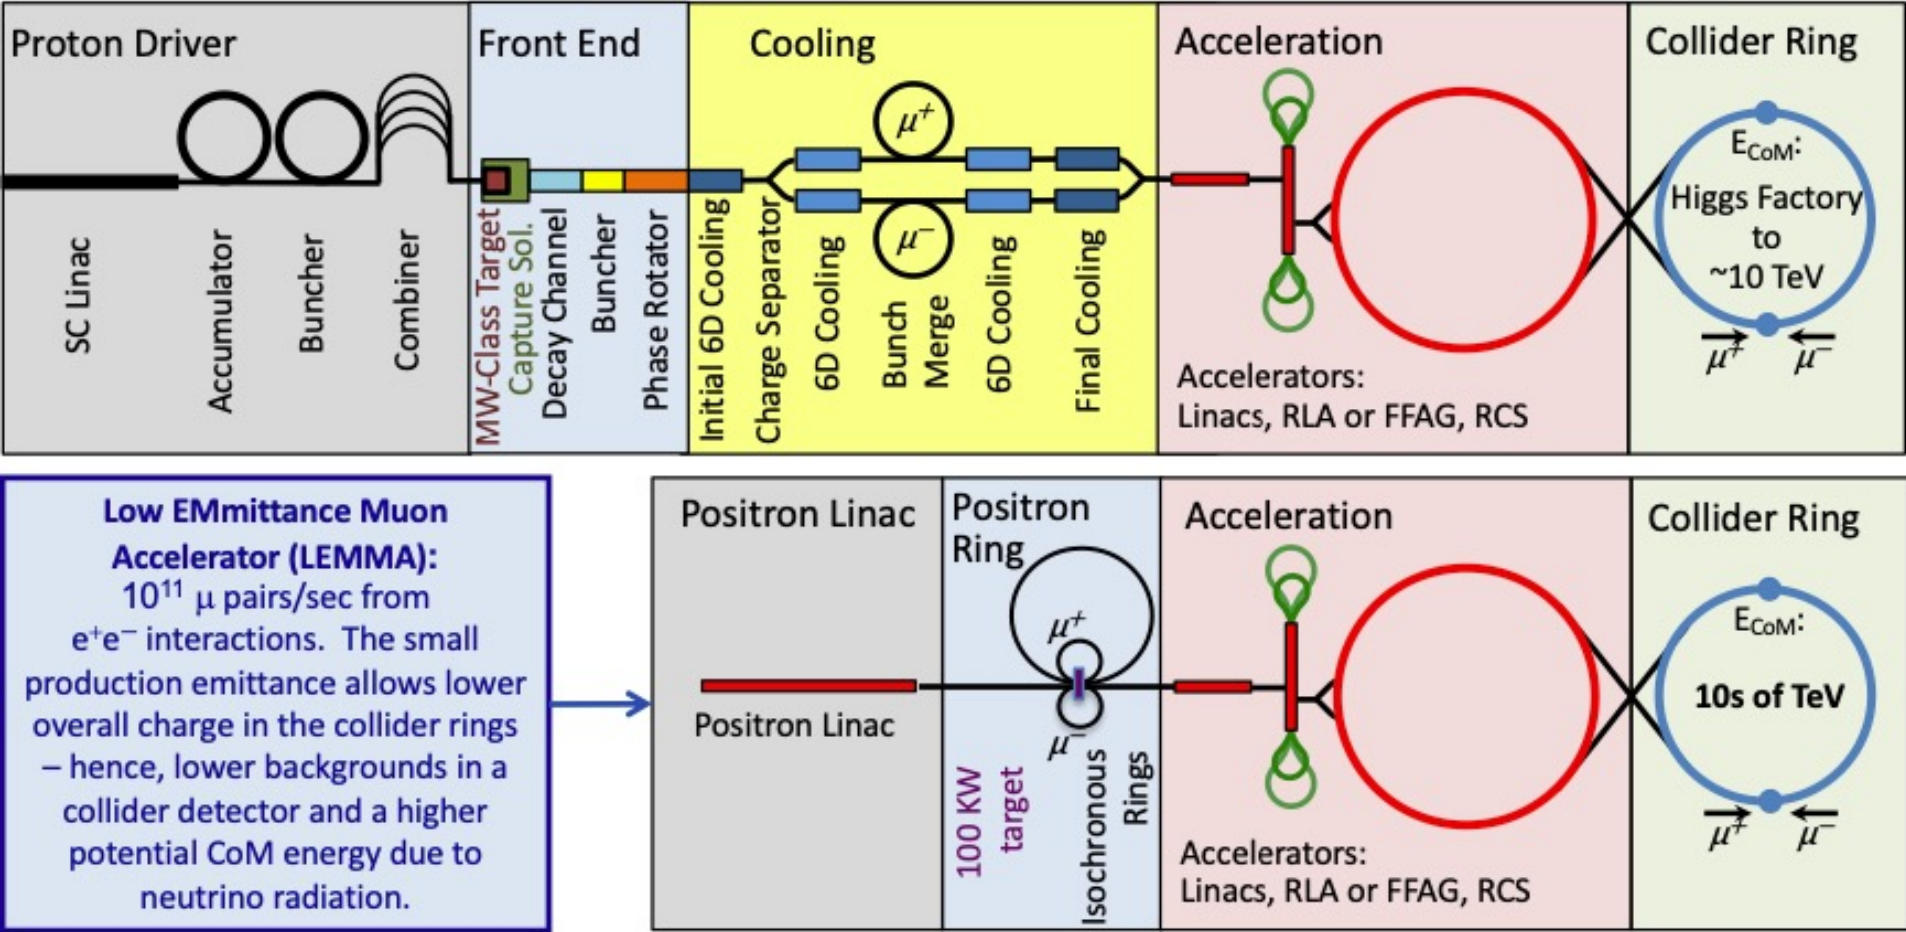 Proton Driver
Front End
Cooling
Acceleration
Collider Ring
SC Linac
Accumulator
Buncher
Combiner
MW-Class Target
Capture Sol.
Decay Channel
Buncher
Phase Rotator
Initial 6D Cooling
Charge Separator
6D Cooling
μ+
μ−
Bunch
Merge
6D Cooling
Final Cooling
Accelerators:
Linacs, RLA or FFAG, RCS
ECoM:
Higgs Factory
to
~10 TeV
μ+ μ−
Low EMmittance Muon
Accelerator (LEMMA):
10¹¹ μ pairs/sec from
e⁺e⁻ interactions. The small
production emittance allows lower
overall charge in the collider rings
– hence, lower backgrounds in a
collider detector and a higher
potential CoM energy due to
neutrino radiation.
Positron Linac
Positron
Ring
Acceleration
Collider Ring
Positron Linac
μ+
μ−
100 KW
target
Isochronous
Rings
Accelerators:
Linacs, RLA or FFAG, RCS
ECoM:
10s of TeV
μ+ μ−